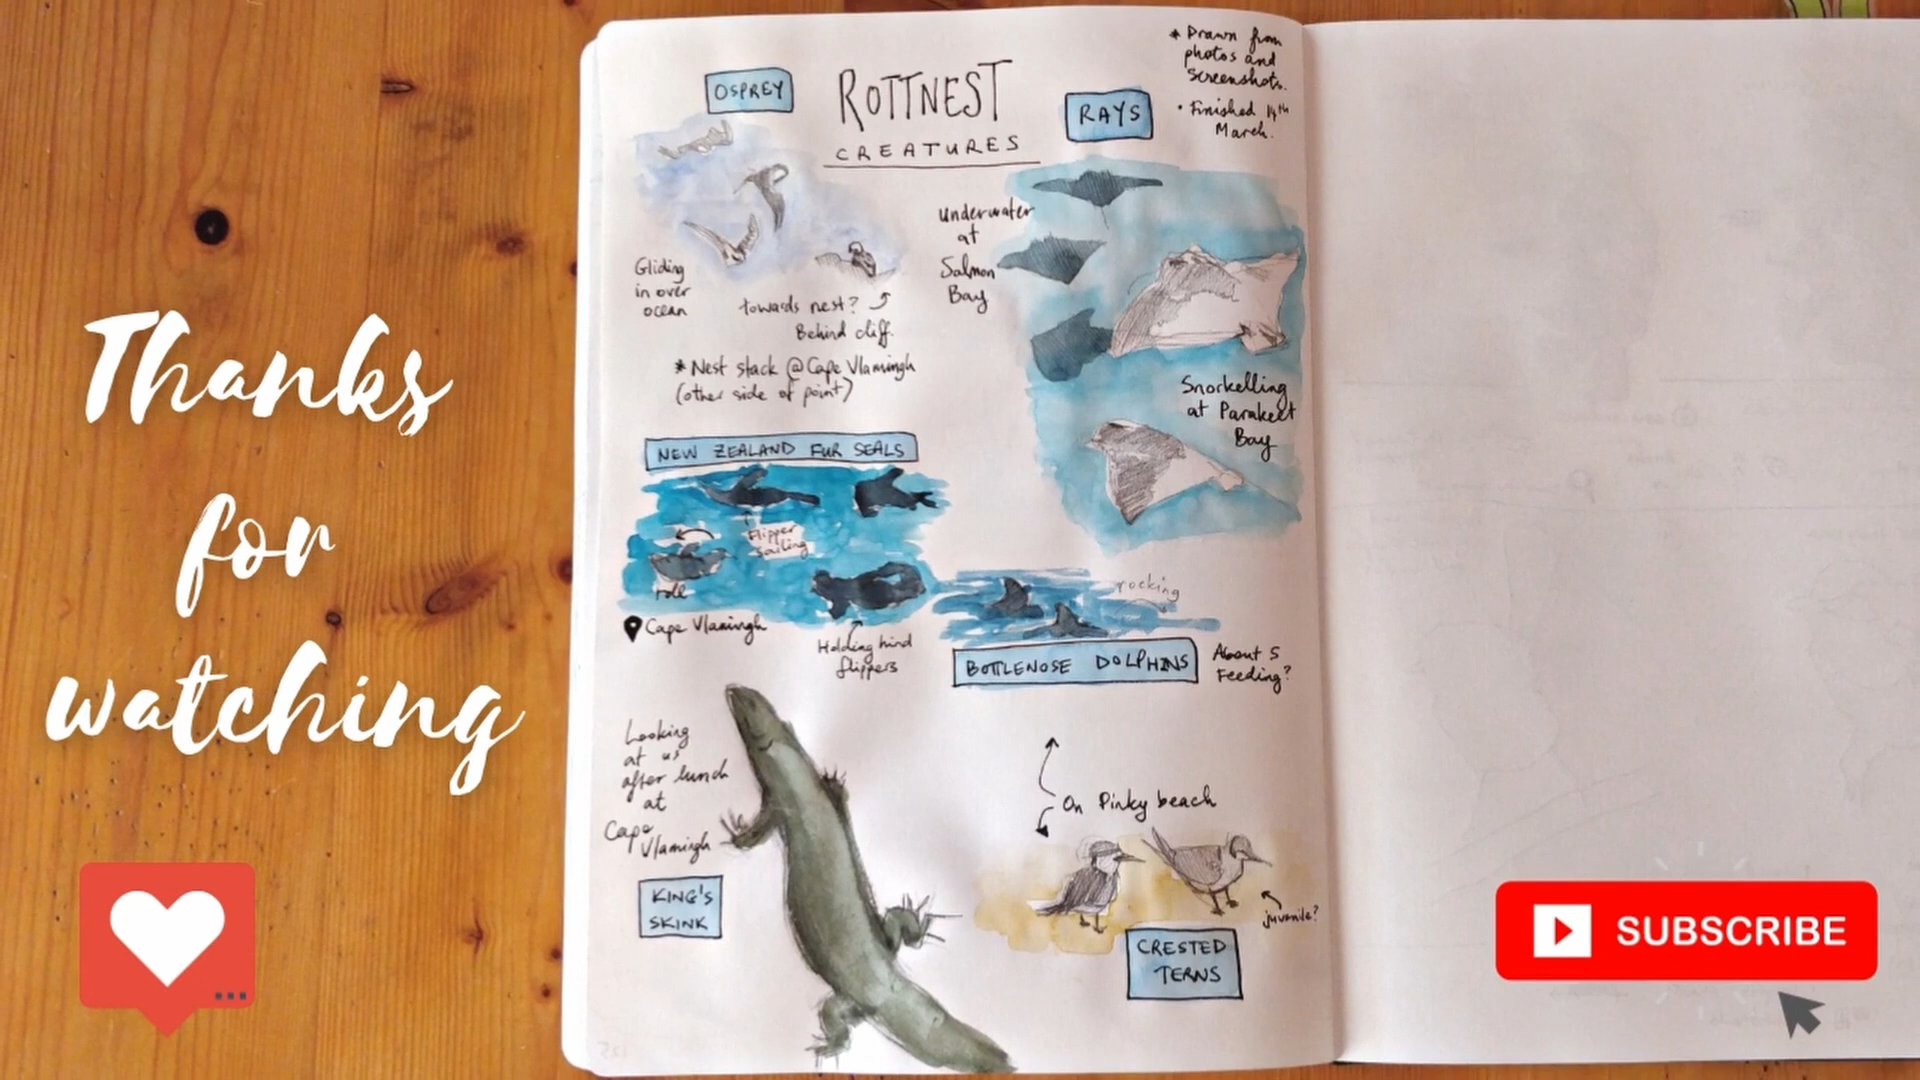 Thanks
for
watching
OSPREY
ROTTNEST
CREATURES
RAYS
* Drawn from
photos and
screenshots.
• Finished 14th
March.
Gliding
in over
ocean
towards nest?
Behind cliff.
* Nest stack @ Cape Vlamingh
(other side of point)
Underwater
at
Salmon
Bay
Snorkelling
at Parakeet
Bay
NEW ZEALAND FUR SEALS
Flipper
sailing
roll
Cape Vlamingh
Holding hind
flippers
rocking
BOTTLENOSE DOLPHINS
About 5
Feeding?
Looking
at us
after lunch
at
Cape
Vlamingh
KING'S
SKINK
On Pinky beach
juvenile?
CRESTED
TERNS
SUBSCRIBE